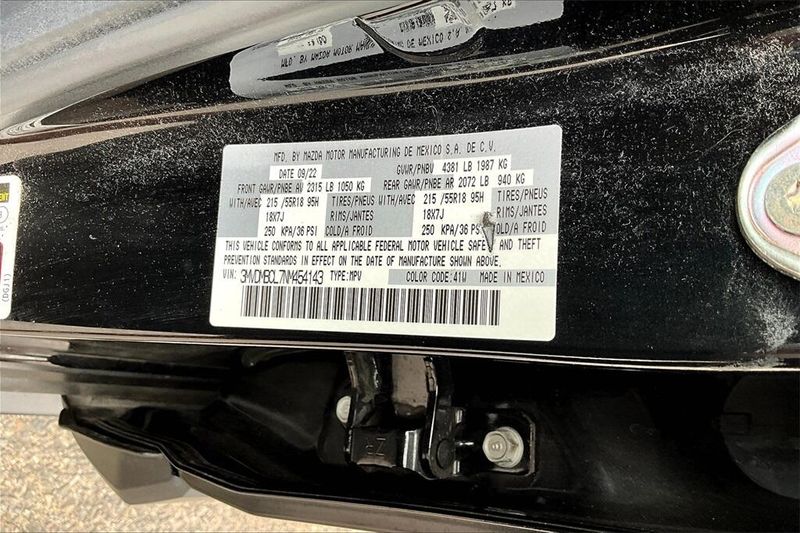 MFD. BY MAZDA MOTOR MANUFACTURING DE MEXICO S.A. DE C.V.
DATE 09/22 GVWR/PNBV 4381 LB 1987 KG
FRONT GAWR/PNBE AV 2315 LB 1050 KG REAR GAWR/PNBE AR 2072 LB 940 KG
WITH/AVEC 215 /55R18 95H TIRES/PNEUS WITH/AVEC 215 /55R18 95H TIRES/PNEUS
18X7J RIMS/JANTES 18X7J RIMS/JANTES
250 KPA/36 PSI COLD/A FROID 250 KPA/36 PSI COLD/A FROID
THIS VEHICLE CONFORMS TO ALL APPLICABLE FEDERAL MOTOR VEHICLE SAFETY AND THEFT
PREVENTION STANDARDS IN EFFECT ON THE DATE OF MANUFACTURE SHOWN ABOVE.
VIN: 3MVDMBCL7NM454143 TYPE:MPV COLOR CODE:41W MADE IN MEXICO
(DGJ1)